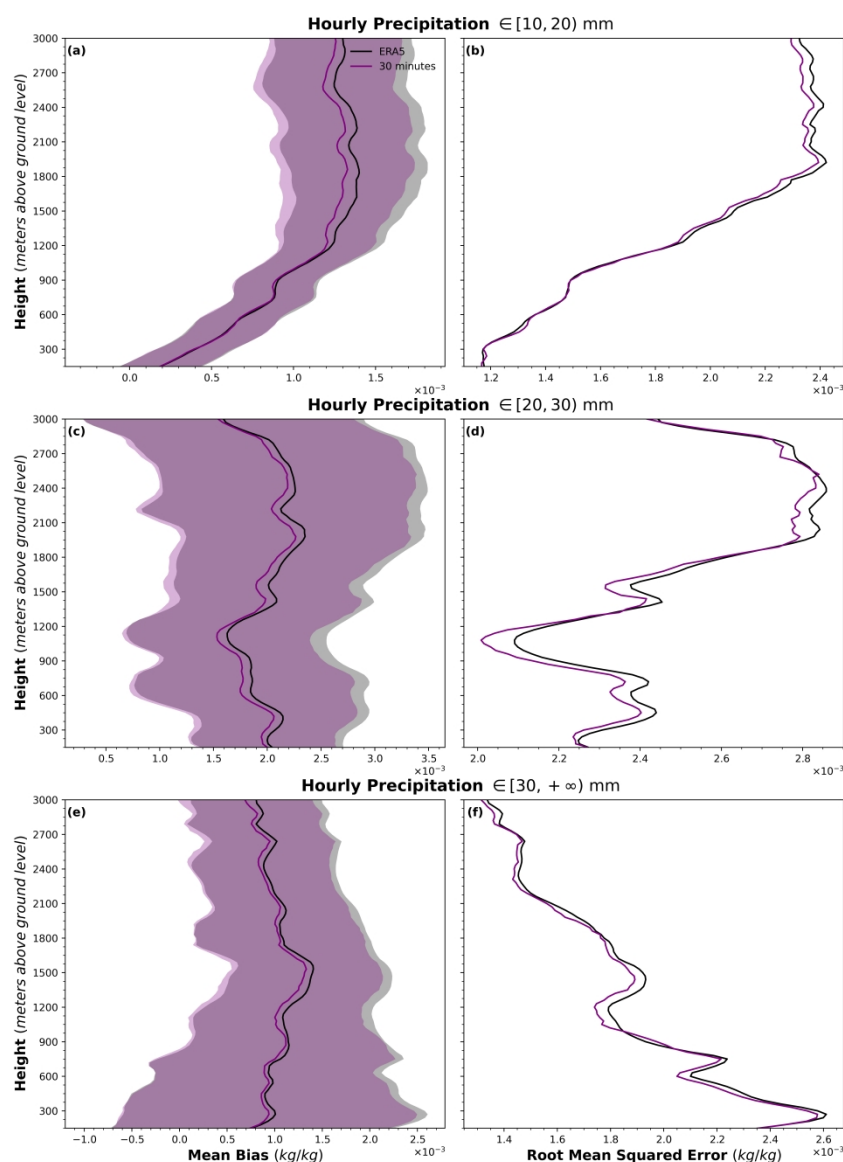 Hourly Precipitation ∈ [10, 20) mm
(a)
ERA5
30 minutes
(b)
Height (meters above ground level)
3000
2700
2400
2100
1800
1500
1200
900
600
300
0.0 0.5 1.0 1.5
×10⁻³
1.2 1.4 1.6 1.8 2.0 2.2 2.4
×10⁻³
Hourly Precipitation ∈ [20, 30) mm
(c)
(d)
Height (meters above ground level)
3000
2700
2400
2100
1800
1500
1200
900
600
300
0.5 1.0 1.5 2.0 2.5 3.0 3.5
×10⁻³
2.0 2.2 2.4 2.6 2.8
×10⁻³
Hourly Precipitation ∈ [30, + ∞) mm
(e)
(f)
Height (meters above ground level)
3000
2700
2400
2100
1800
1500
1200
900
600
300
−1.0 −0.5 0.0 0.5 1.0 1.5 2.0 2.5
×10⁻³
Mean Bias (kg/kg)
1.4 1.6 1.8 2.0 2.2 2.4 2.6
×10⁻³
Root Mean Squared Error (kg/kg)